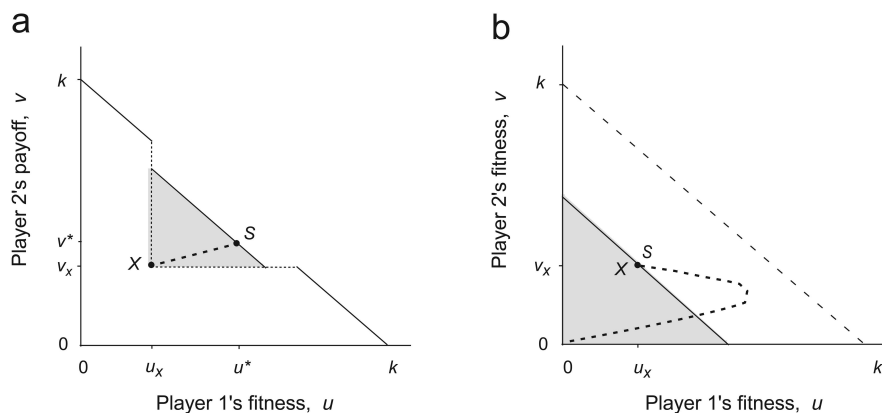 a
Player 2's payoff, v
k
v*
v_x
0
X
S
0
u_x
u*
k
Player 1's fitness, u
b
Player 2's fitness, v
k
v_x
0
S
X
0
u_x
k
Player 1's fitness, u